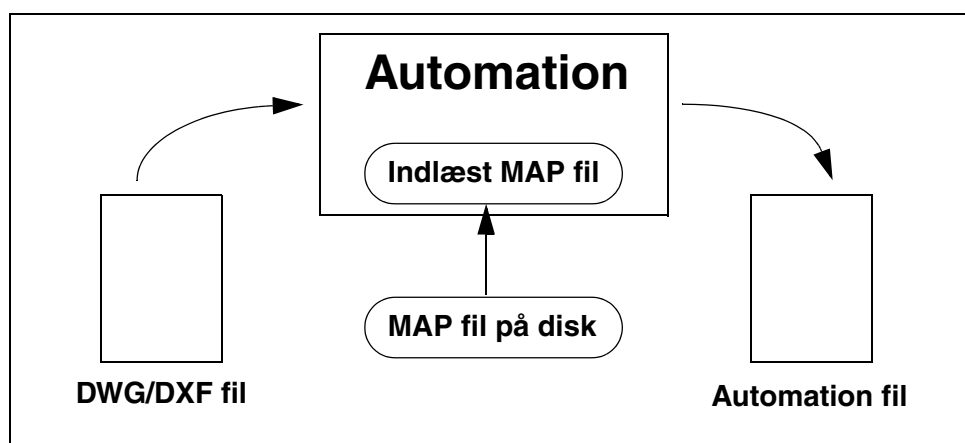 Automation
Indlæst MAP fil
MAP fil på disk
DWG/DXF fil
Automation fil